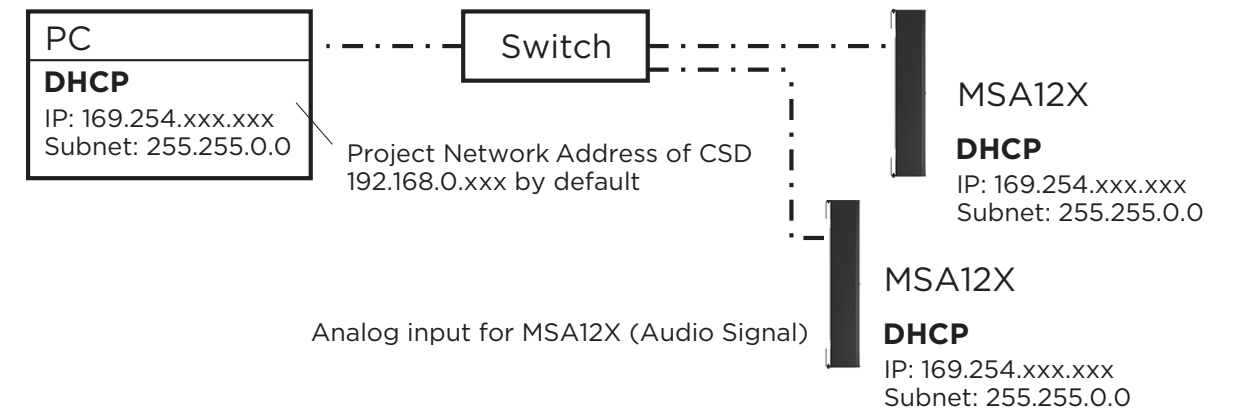 PC
DHCP
IP: 169.254.xxx.xxx
Subnet: 255.255.0.0
Switch
Project Network Address of CSD
192.168.0.xxx by default
MSA12X
DHCP
IP: 169.254.xxx.xxx
Subnet: 255.255.0.0
Analog input for MSA12X (Audio Signal)
MSA12X
DHCP
IP: 169.254.xxx.xxx
Subnet: 255.255.0.0